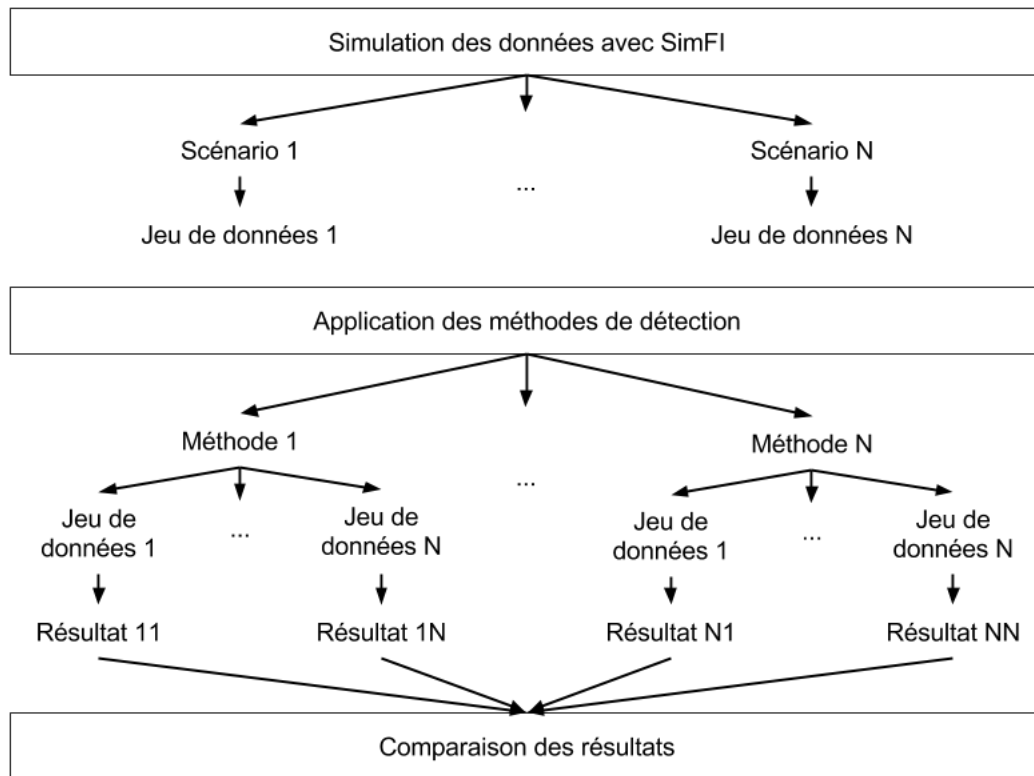 Simulation des données avec SimFI
Scénario 1
Scénario N
...
Jeu de données 1
Jeu de données N
Application des méthodes de détection
Méthode 1
Méthode N
...
Jeu de
données 1
...
Jeu de
données N
Jeu de
données 1
...
Jeu de
données N
Résultat 11
Résultat 1N
Résultat N1
Résultat NN
Comparaison des résultats